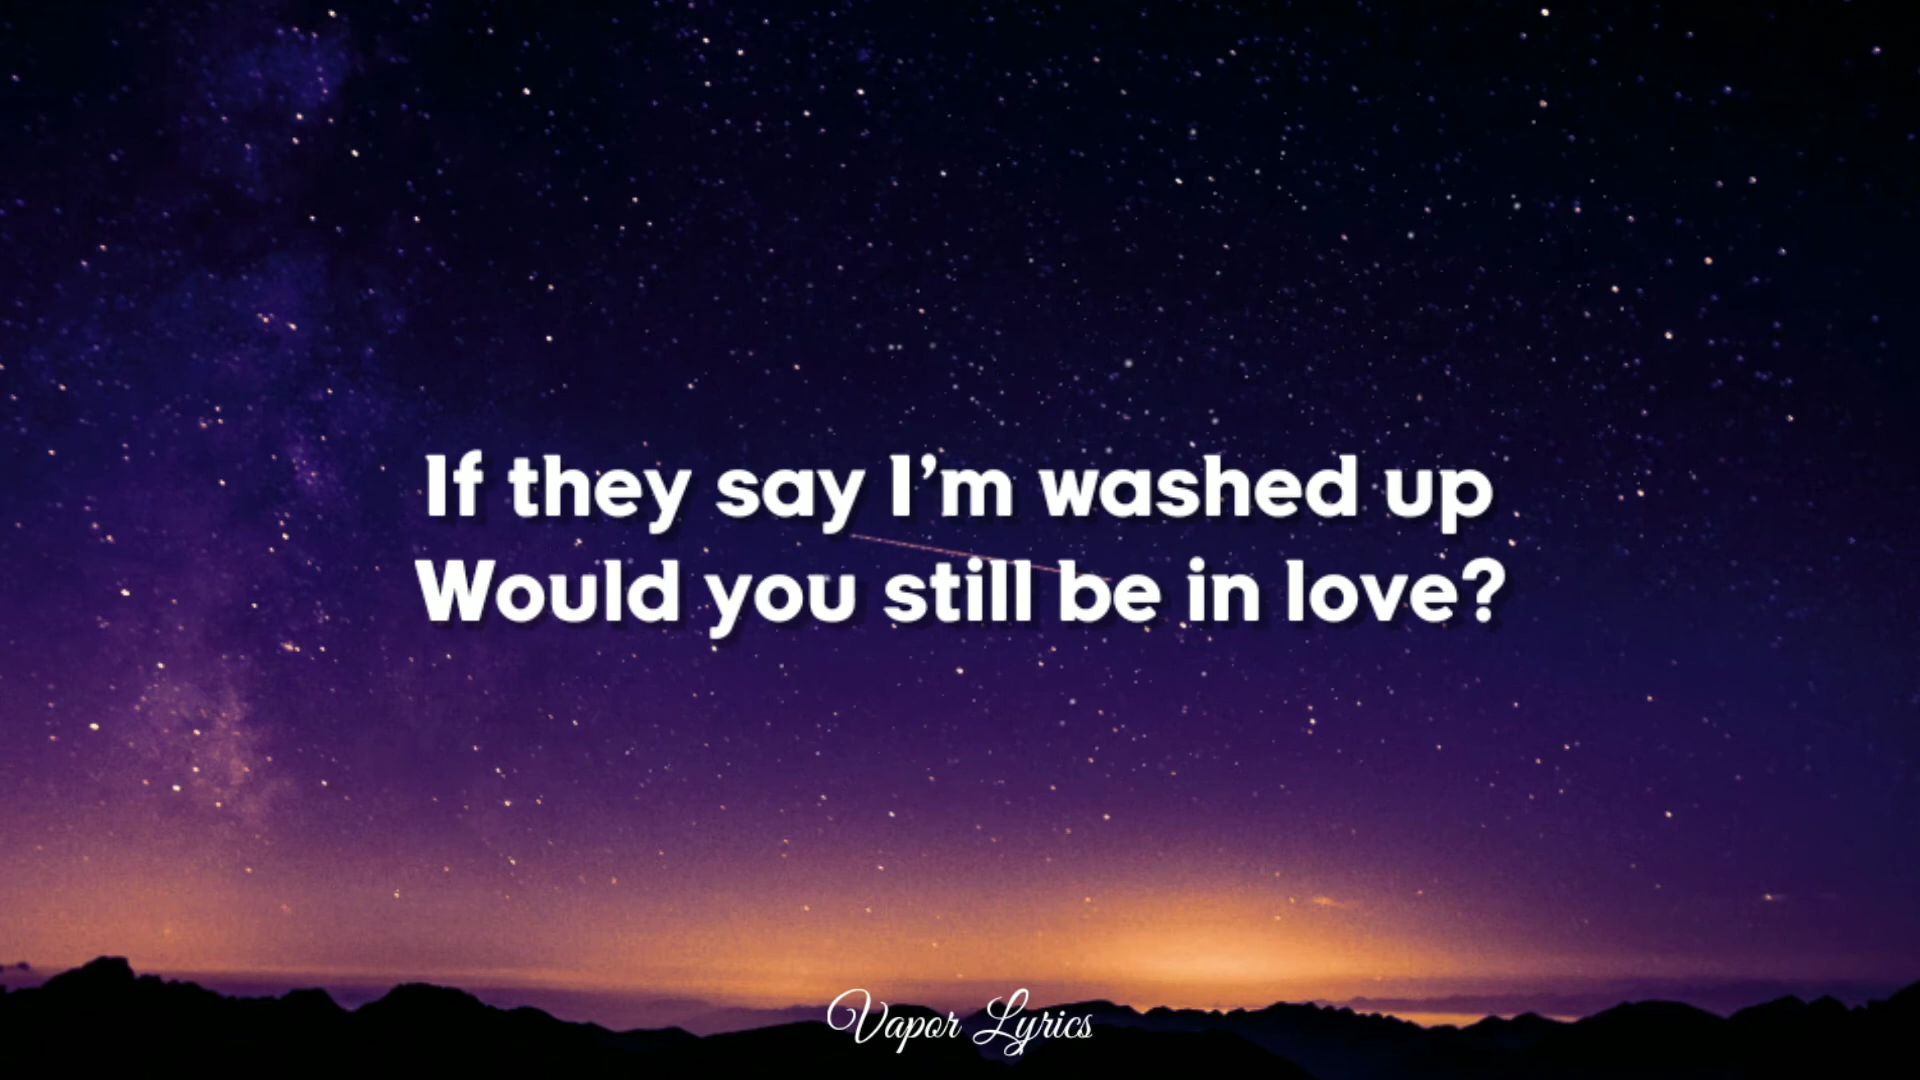 If they say I’m washed up
Would you still be in love?
Vapor Lyrics